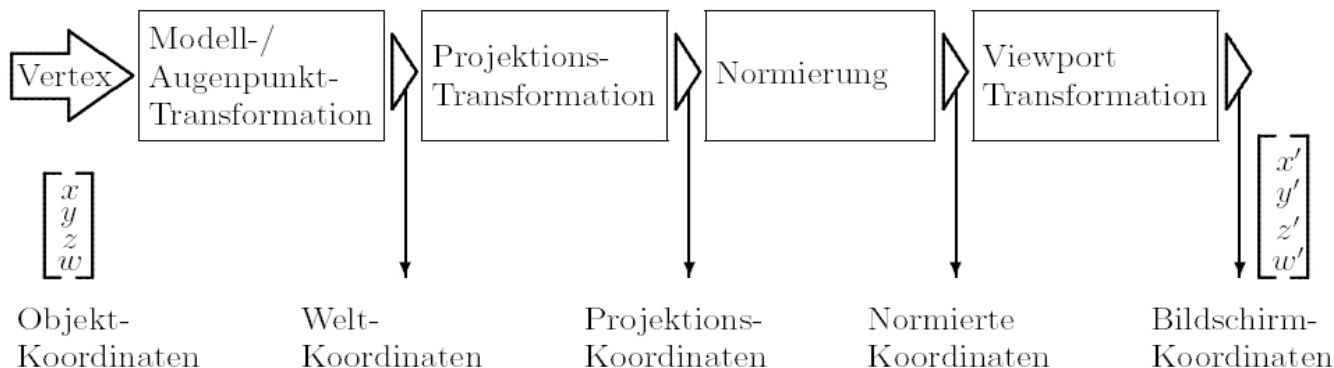 Vertex
Modell-/
Augenpunkt-
Transformation
Projektions-
Transformation
Normierung
Viewport
Transformation
x
y
z
w
x′
y′
z′
w′
Objekt-
Koordinaten
Welt-
Koordinaten
Projektions-
Koordinaten
Normierte
Koordinaten
Bildschirm-
Koordinaten